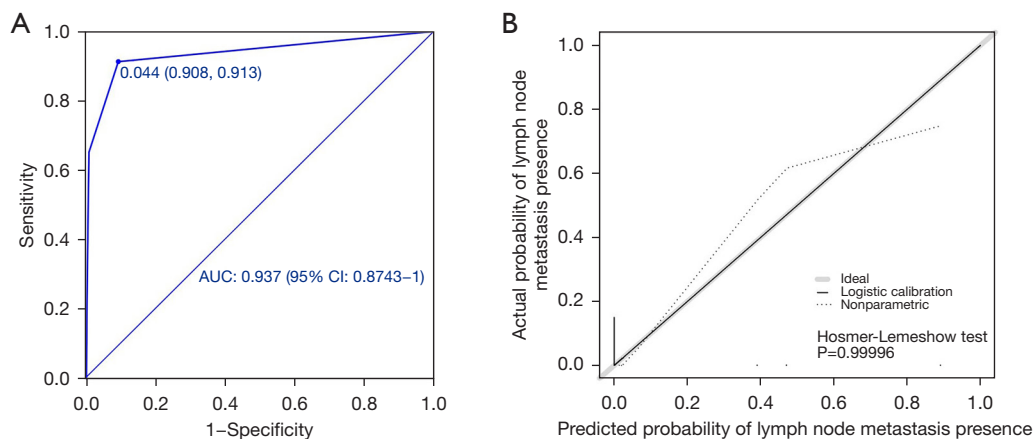 A
1.0
0.8
0.6
0.4
0.2
0.0
Sensitivity
0.044 (0.908, 0.913)
AUC: 0.937 (95% CI: 0.8743–1)
0.0 0.2 0.4 0.6 0.8 1.0
1–Specificity
B
1.0
0.8
0.6
0.4
0.2
0.0
Actual probability of lymph node
metastasis presence
Ideal
Logistic calibration
Nonparametric
Hosmer-Lemeshow test
P=0.99996
0.0 0.2 0.4 0.6 0.8 1.0
Predicted probability of lymph node metastasis presence